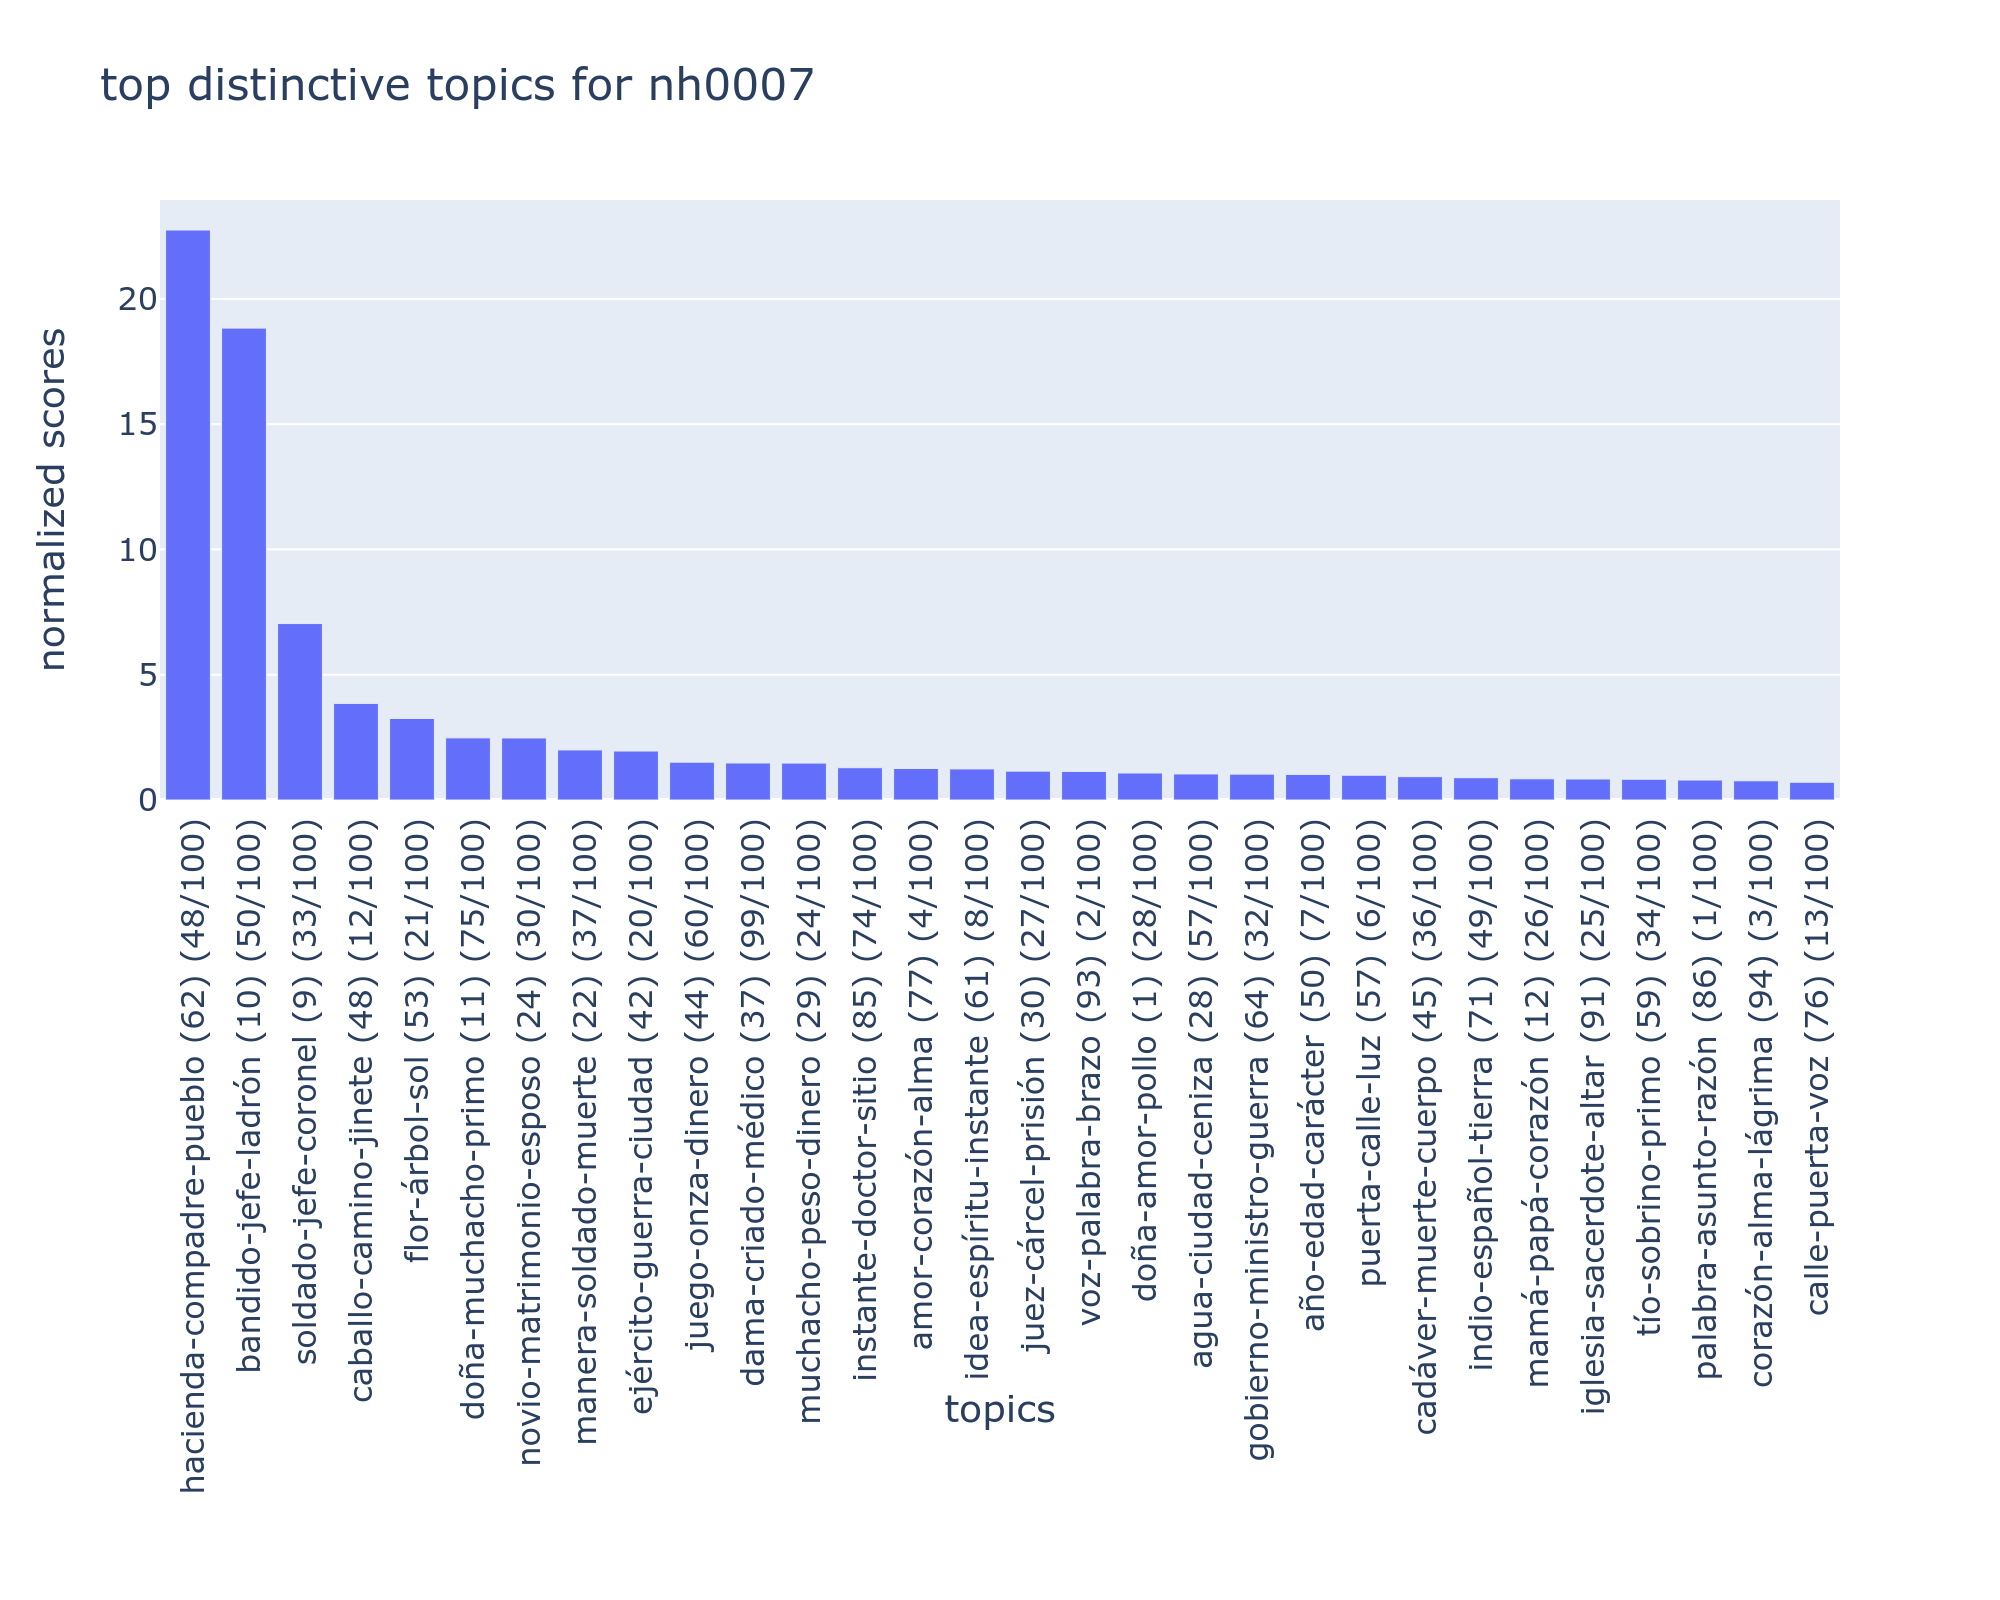 top distinctive topics for nh0007
normalized scores
20
15
10
5
0
hacienda-compadre-pueblo (62) (48/100)
bandido-jefe-ladrón (10) (50/100)
soldado-jefe-coronel (9) (33/100)
caballo-camino-jinete (48) (12/100)
flor-árbol-sol (53) (21/100)
doña-muchacho-primo (11) (75/100)
novio-matrimonio-esposo (24) (30/100)
manera-soldado-muerte (22) (37/100)
ejército-guerra-ciudad (42) (20/100)
juego-onza-dinero (44) (60/100)
dama-criado-médico (37) (99/100)
muchacho-peso-dinero (29) (24/100)
instante-doctor-sitio (85) (74/100)
amor-corazón-alma (77) (4/100)
idea-espíritu-instante (61) (8/100)
juez-cárcel-prisión (30) (27/100)
voz-palabra-brazo (93) (2/100)
doña-amor-pollo (1) (28/100)
agua-ciudad-ceniza (28) (57/100)
gobierno-ministro-guerra (64) (32/100)
año-edad-carácter (50) (7/100)
puerta-calle-luz (57) (6/100)
cadáver-muerte-cuerpo (45) (36/100)
indio-español-tierra (71) (49/100)
mamá-papá-corazón (12) (26/100)
iglesia-sacerdote-altar (91) (25/100)
tío-sobrino-primo (59) (34/100)
palabra-asunto-razón (86) (1/100)
corazón-alma-lágrima (94) (3/100)
calle-puerta-voz (76) (13/100)
topics